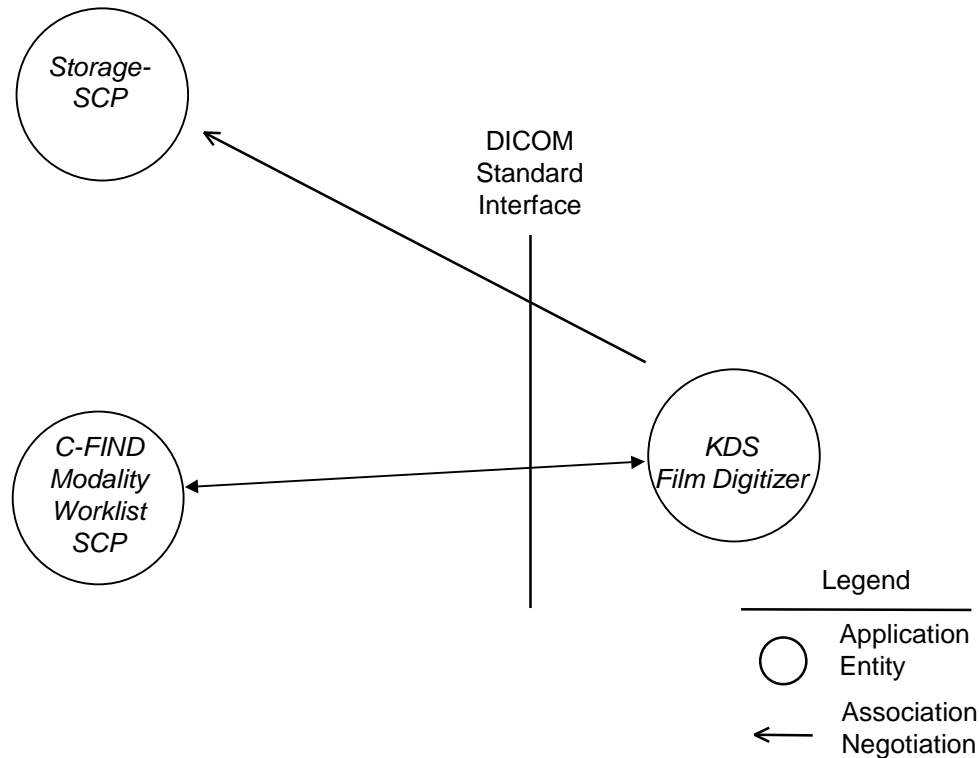 Storage-
SCP
DICOM
Standard
Interface
C-FIND
Modality
Worklist
SCP
KDS
Film Digitizer
Legend
Application
Entity
Association
Negotiation